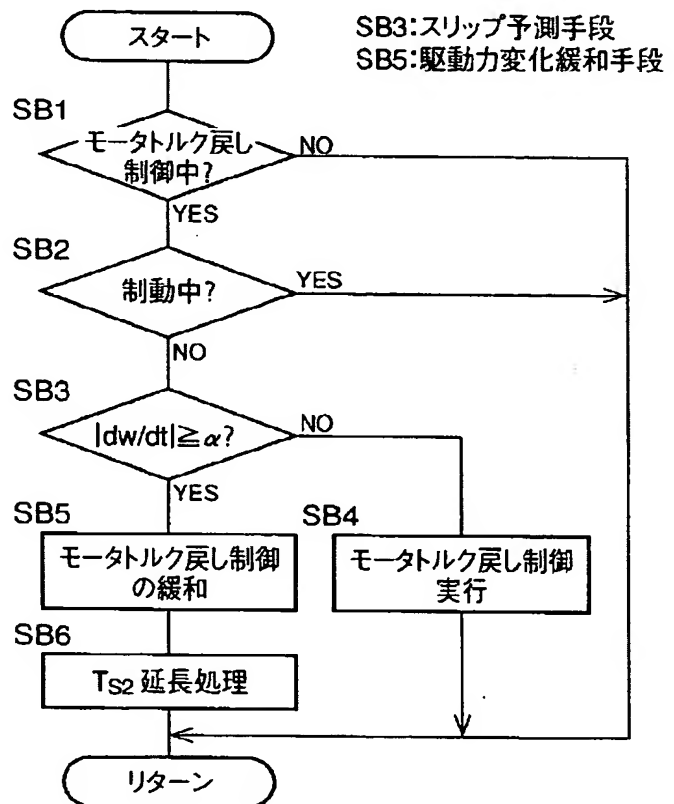 スタート
SB3:スリップ予測手段
SB5:駆動力変化緩和手段
SB1
モータトルク戻し
制御中?
NO
YES
SB2
制動中?
YES
NO
SB3
|dw/dt|≧α?
NO
YES
SB5
モータトルク戻し制御
の緩和
SB4
モータトルク戻し制御
実行
SB6
TS2 延長処理
リターン